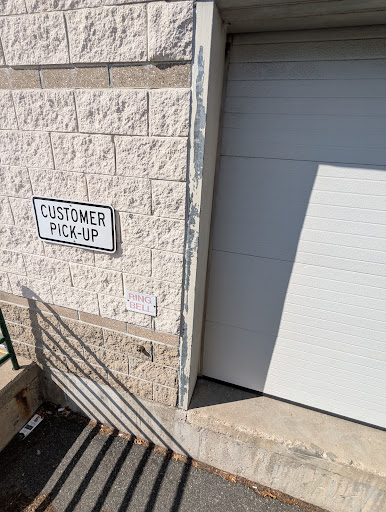 CUSTOMER
PICK-UP
RING
BELL